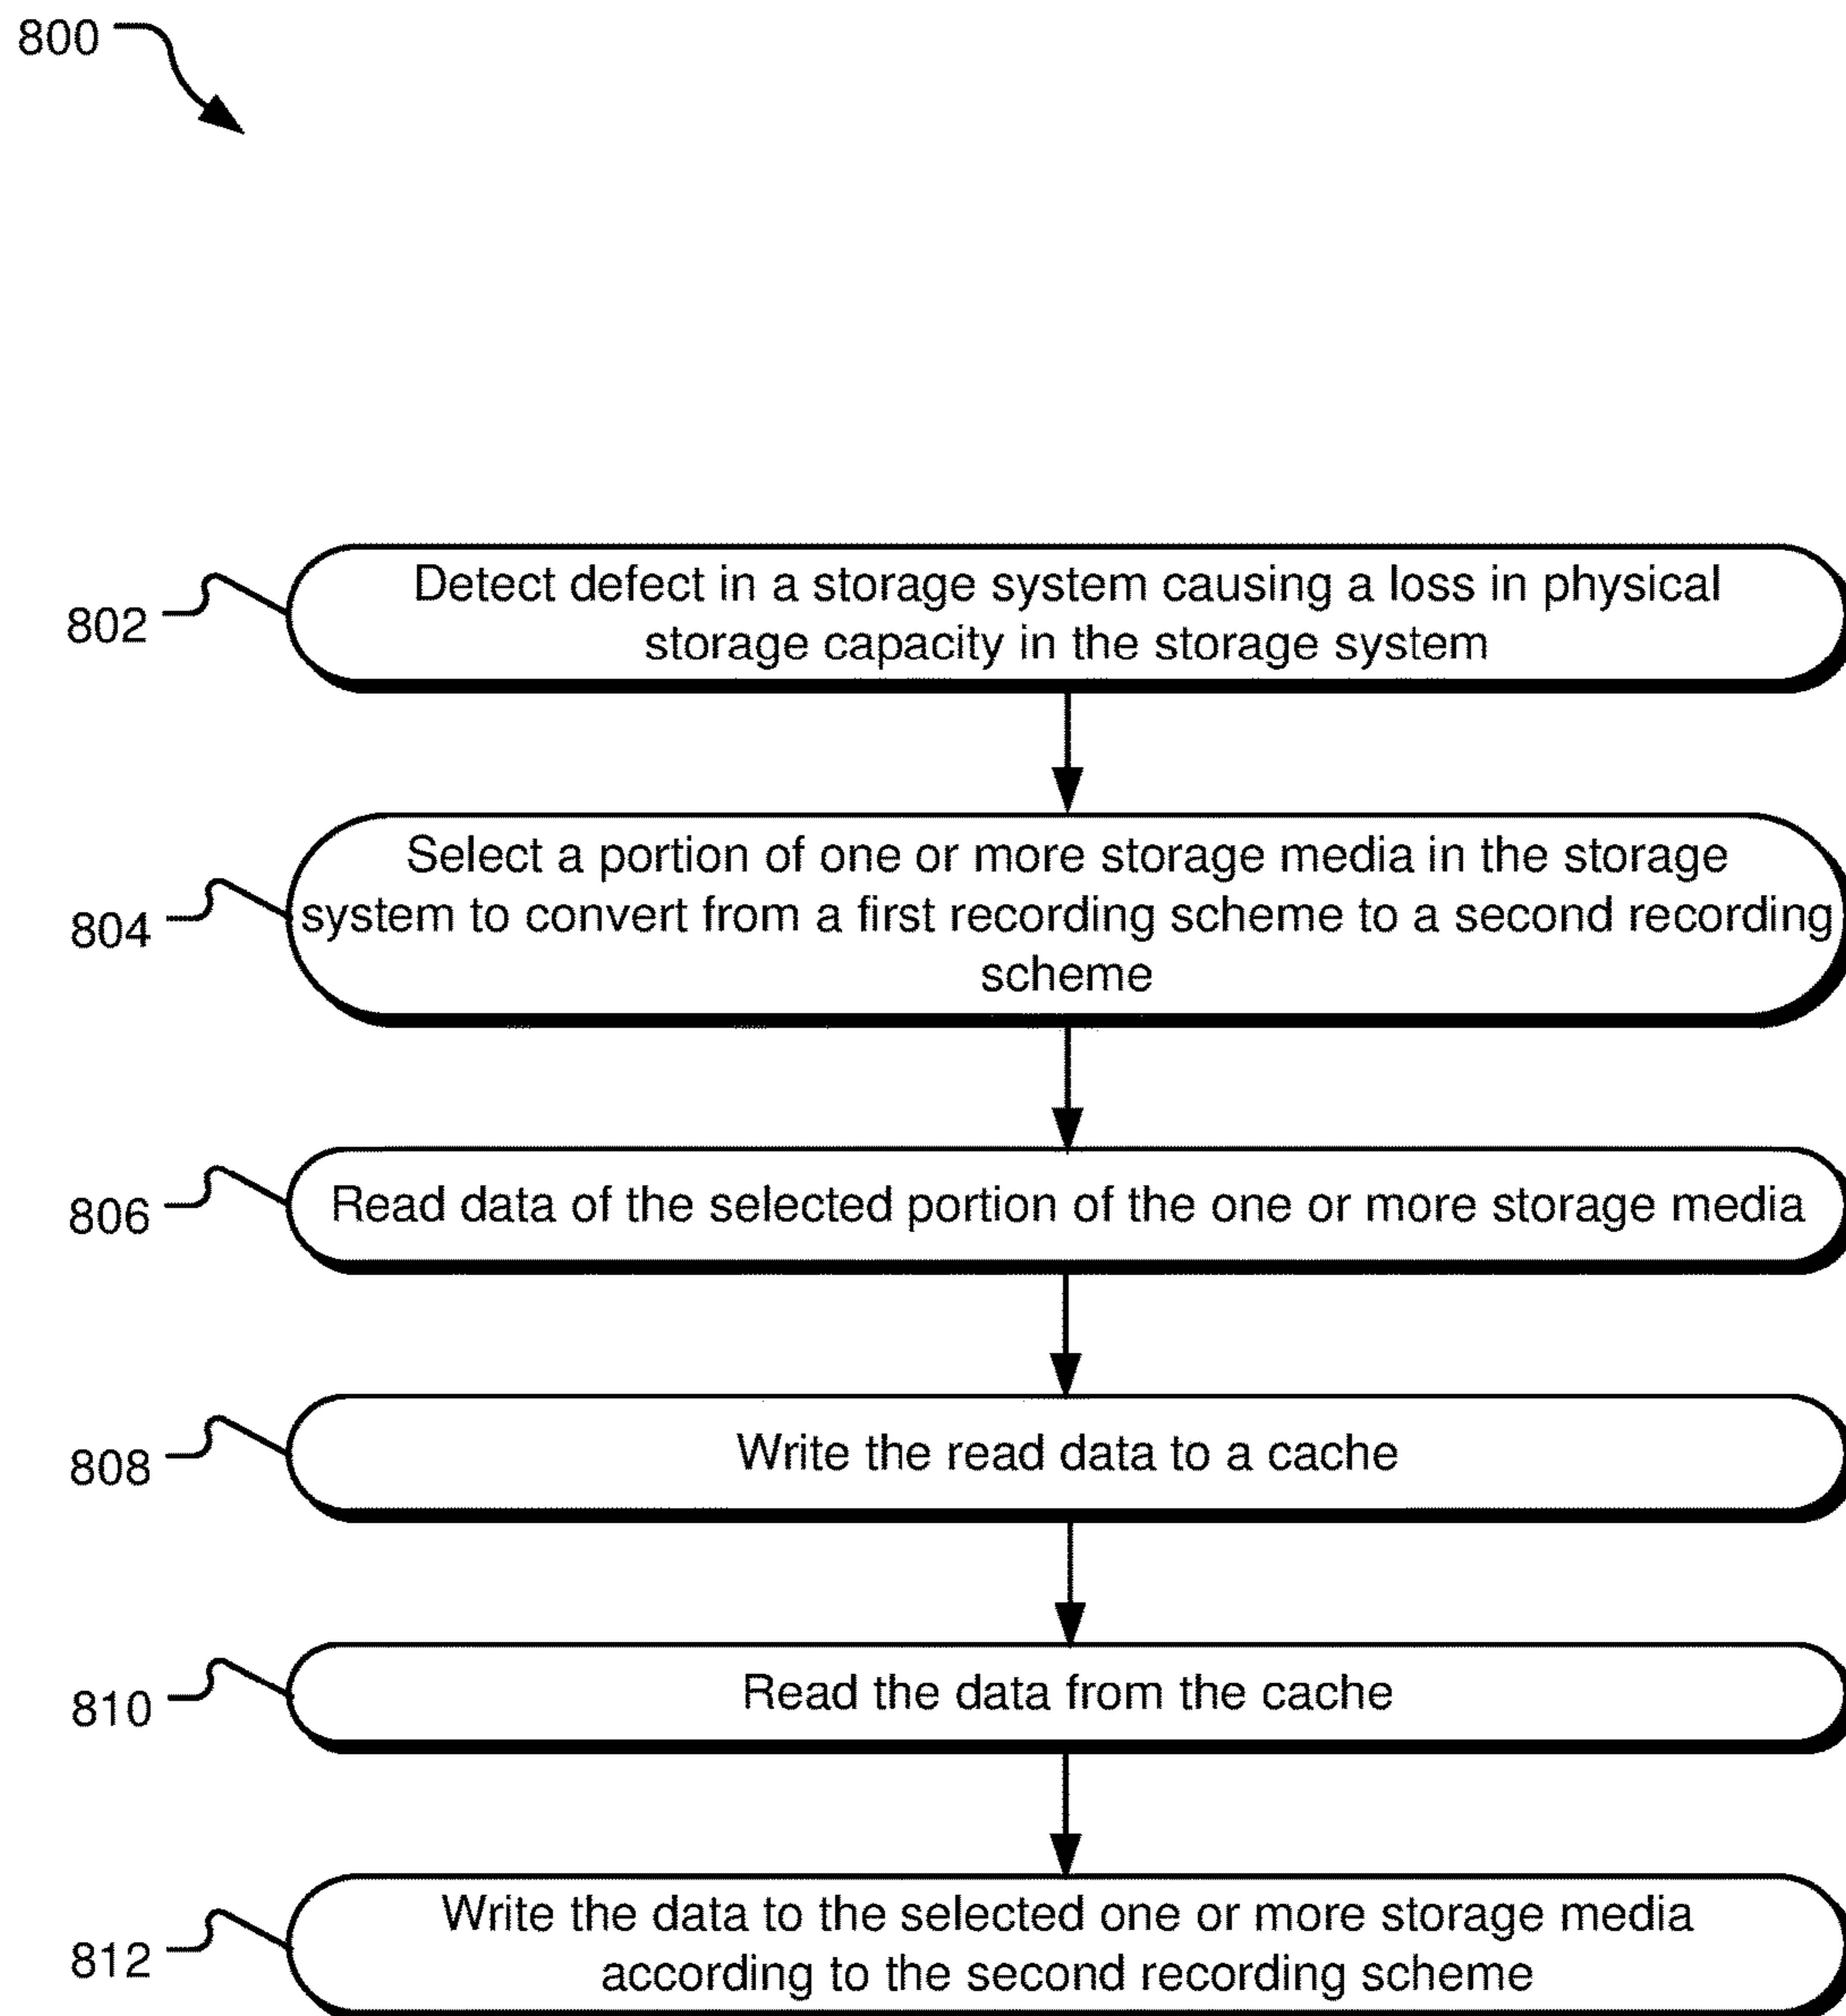 800
802
Detect defect in a storage system causing a loss in physical
storage capacity in the storage system
804
Select a portion of one or more storage media in the storage
system to convert from a first recording scheme to a second recording
scheme
806
Read data of the selected portion of the one or more storage media
808
Write the read data to a cache
810
Read the data from the cache
812
Write the data to the selected one or more storage media
according to the second recording scheme